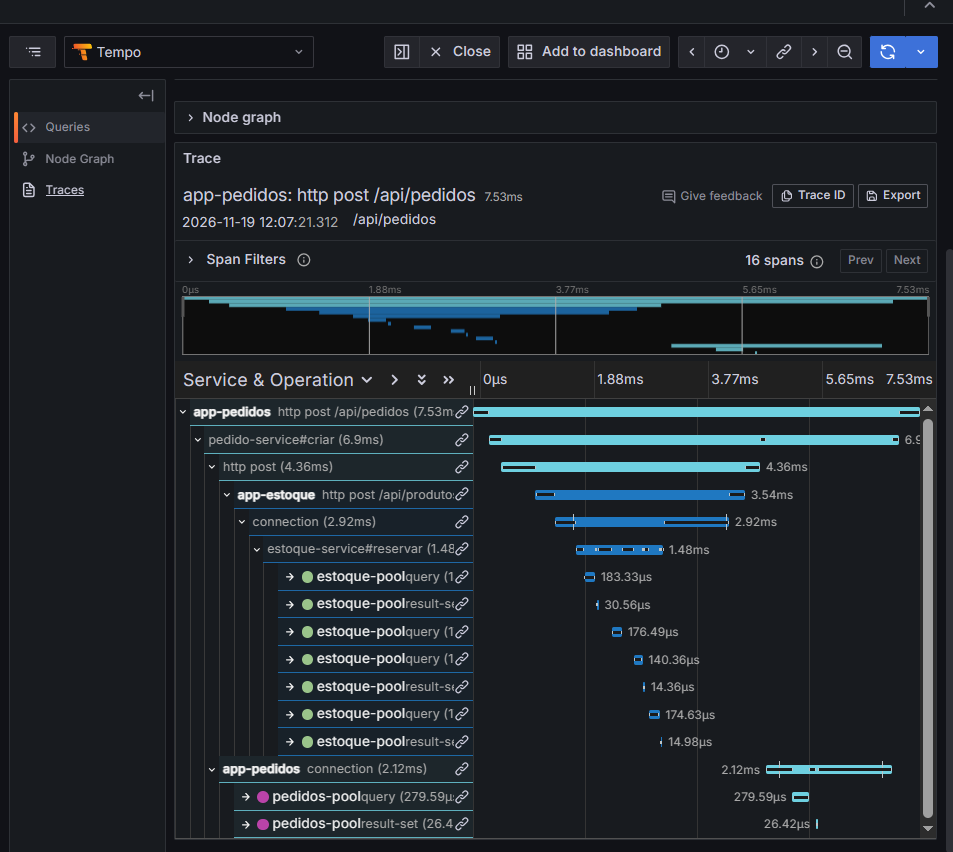 Tempo
Close
Add to dashboard
Queries
Node Graph
Traces
Node graph
Trace
app-pedidos: http post /api/pedidos 7.53ms
Give feedback
Trace ID
Export
2026-11-19 12:07:21.312 /api/pedidos
Span Filters
16 spans
Prev
Next
0µs 1.88ms 3.77ms 5.65ms 7.53ms
Service & Operation
0µs 1.88ms 3.77ms 5.65ms 7.53ms
app-pedidos http post /api/pedidos (7.53m
pedido-service#criar (6.9ms) 6.9
http post (4.36ms) 4.36ms
app-estoque http post /api/produto 3.54ms
connection (2.92ms) 2.92ms
estoque-service#reservar (1.48 1.48ms
estoque-pool query (1 183.33µs
estoque-pool result-se 30.56µs
estoque-pool query (1 176.49µs
estoque-pool query (1 140.36µs
estoque-pool result-se 14.36µs
estoque-pool query (1 174.63µs
estoque-pool result-se 14.98µs
app-pedidos connection (2.12ms) 2.12ms
pedidos-pool query (279.59µ 279.59µs
pedidos-pool result-set (26.4 26.42µs